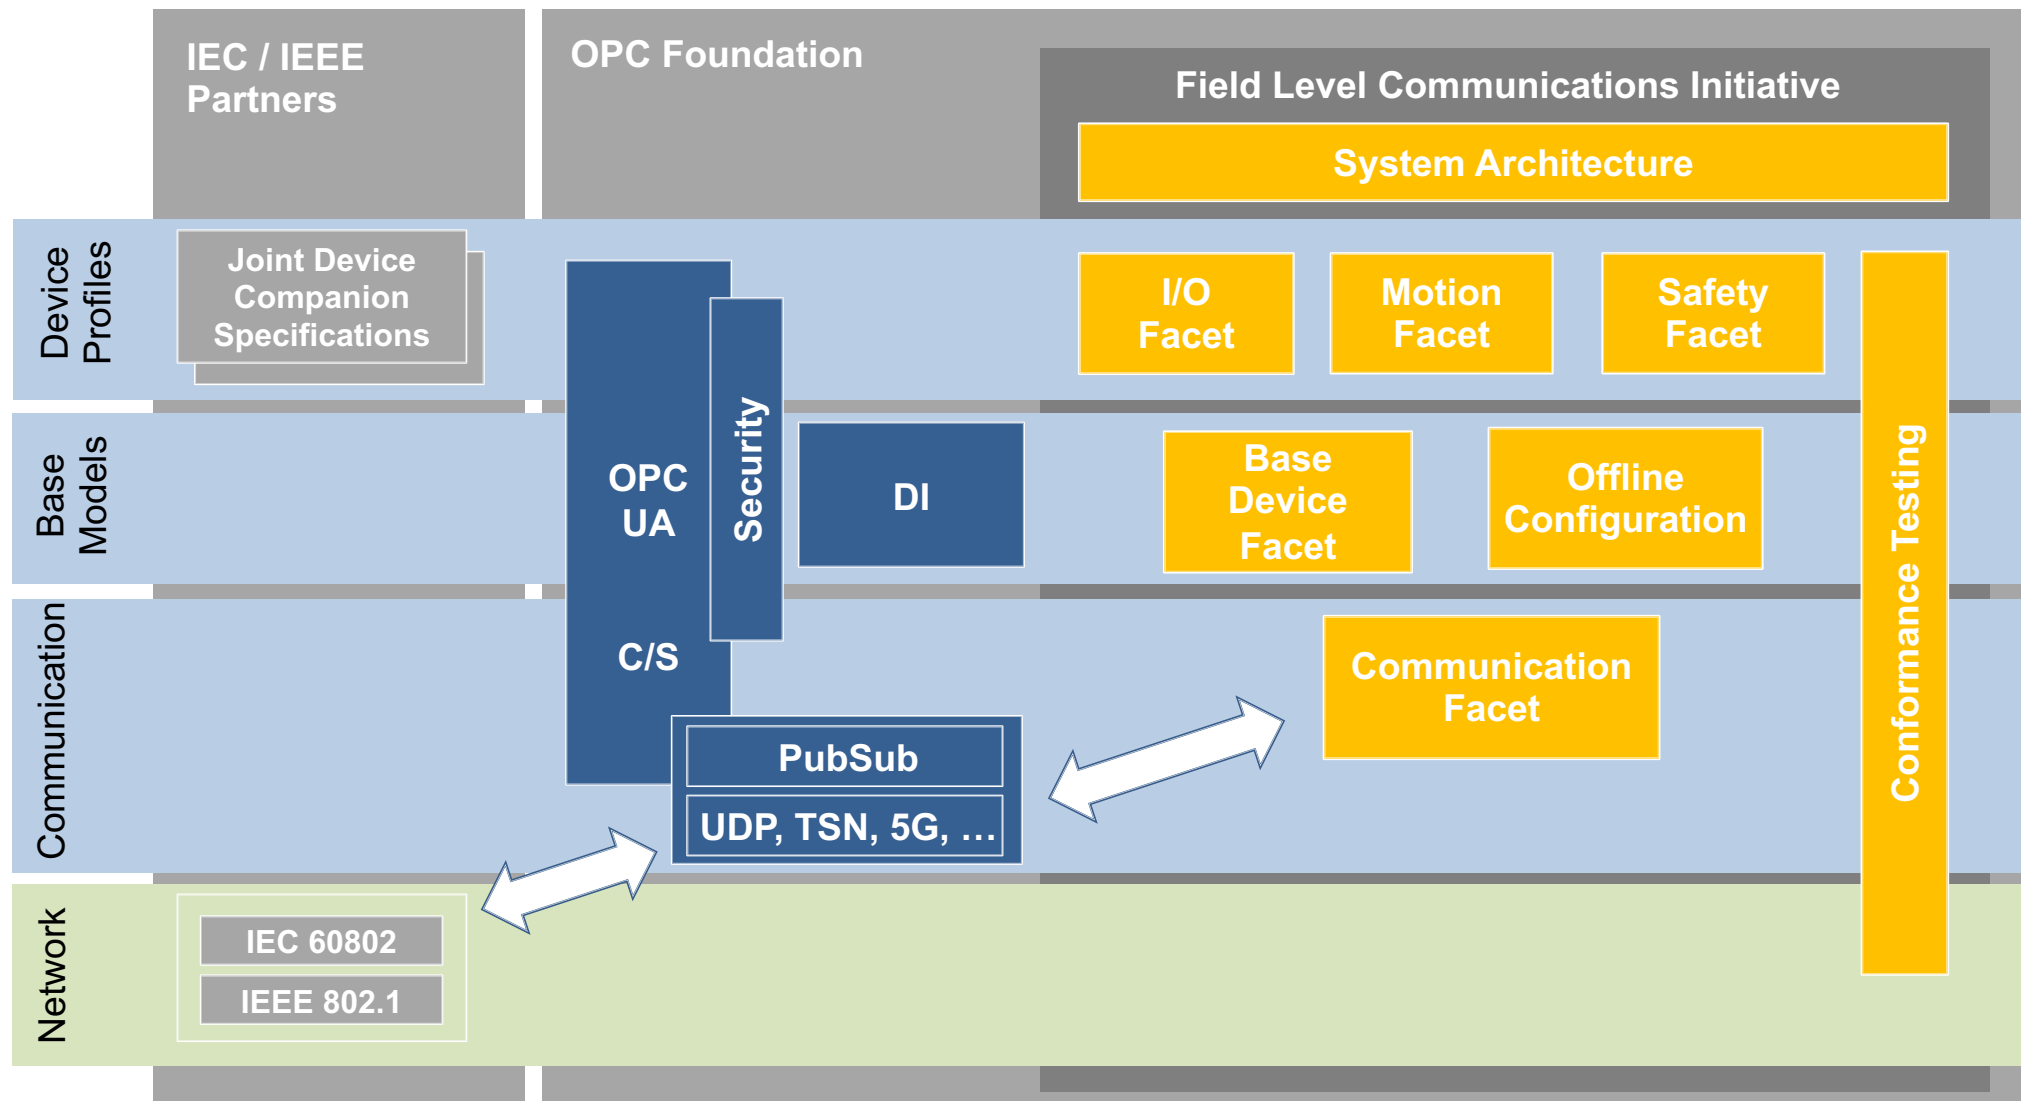 IEC / IEEE
Partners
OPC Foundation
Field Level Communications Initiative
System Architecture
Device
Profiles
Joint Device
Companion
Specifications
I/O
Facet
Motion
Facet
Safety
Facet
Base
Models
OPC
UA
C/S
Security
DI
Base
Device
Facet
Offline
Configuration
Conformance Testing
Communication
Communication
Facet
PubSub
UDP, TSN, 5G, …
Network
IEC 60802
IEEE 802.1